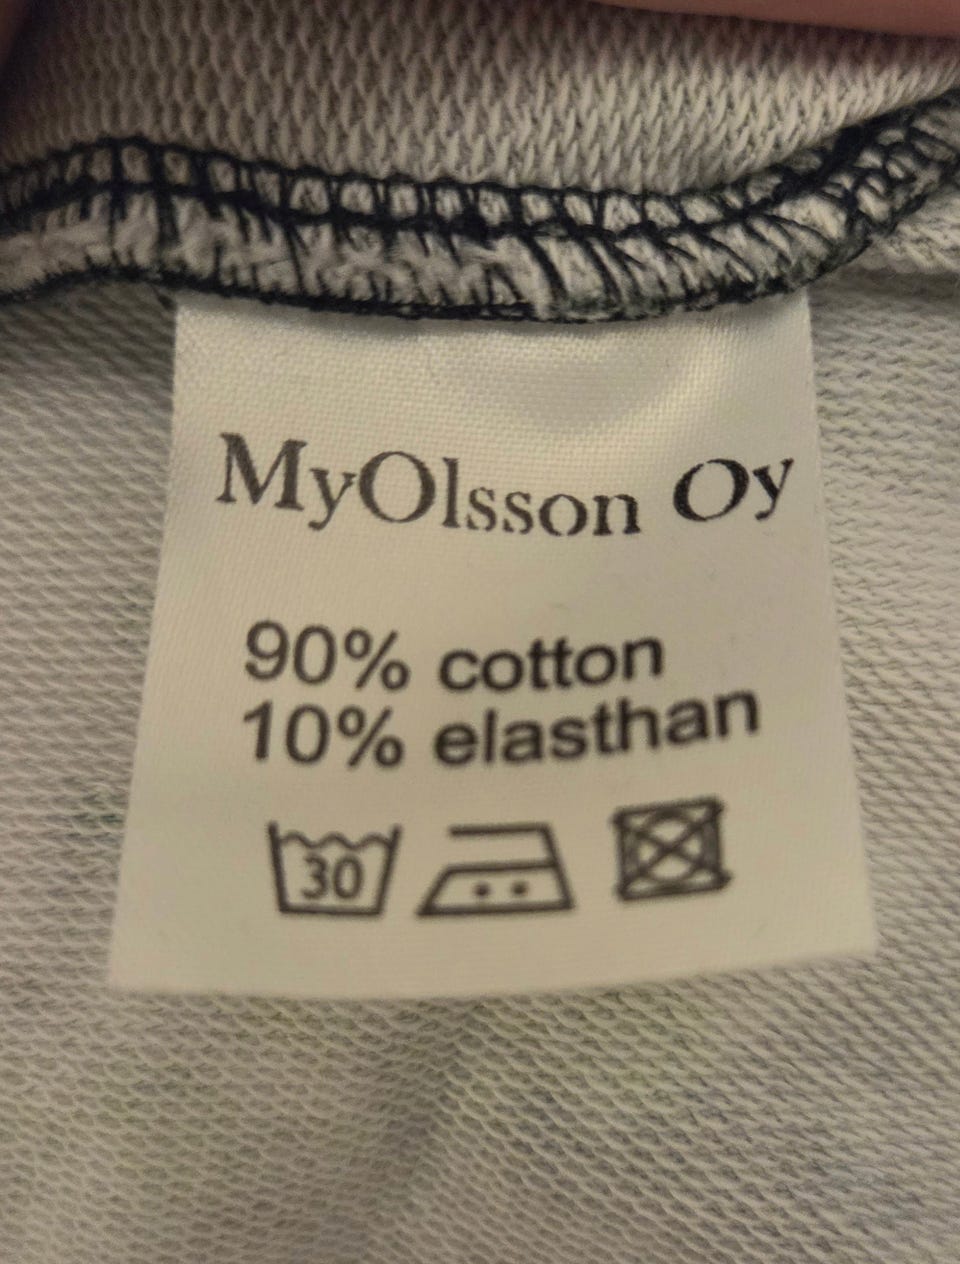 MyOlsson Oy
90% cotton
10% elasthan
30